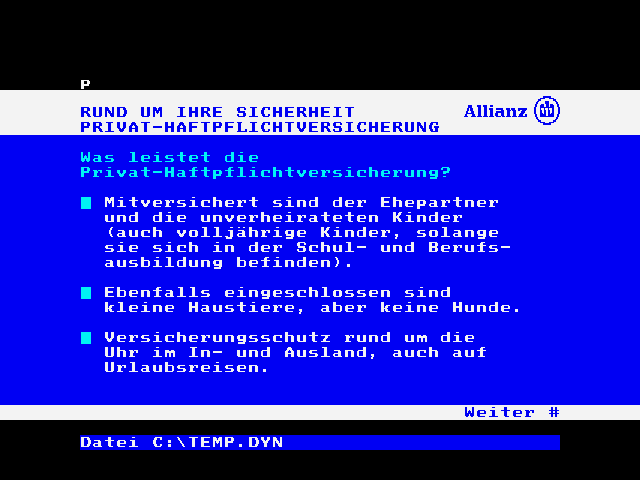 P
RUND UM IHRE SICHERHEIT
PRIVAT-HAFTPFLICHTVERSICHERUNG
Allianz
Was leistet die
Privat-Haftpflichtversicherung?
Mitversichert sind der Ehepartner
und die unverheirateten Kinder
(auch volljährige Kinder, solange
sie sich in der Schul- und Berufs-
ausbildung befinden).
Ebenfalls eingeschlossen sind
kleine Haustiere, aber keine Hunde.
Versicherungsschutz rund um die
Uhr im In- und Ausland, auch auf
Urlaubsreisen.
Weiter #
Datei C:\TEMP.DYN